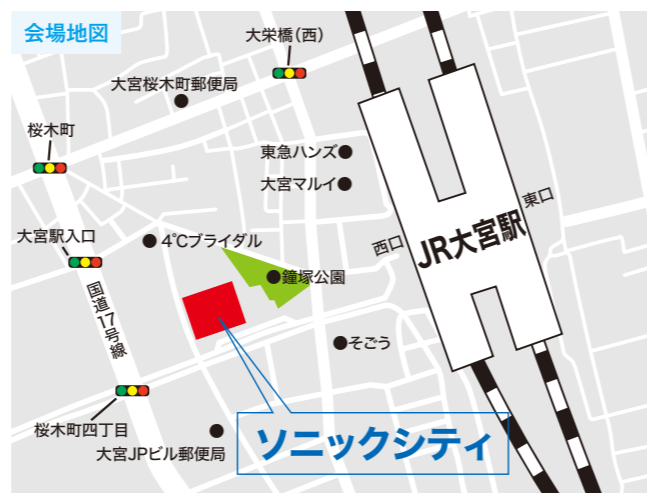 会場地図
大栄橋(西)
大宮桜木町郵便局
桜木町
東急ハンズ
大宮マルイ
東口
大宮駅入口
4℃ブライダル
西口
JR大宮駅
鐘塚公園
国道17号線
そごう
桜木町四丁目
ソニックシティ
大宮JPビル郵便局